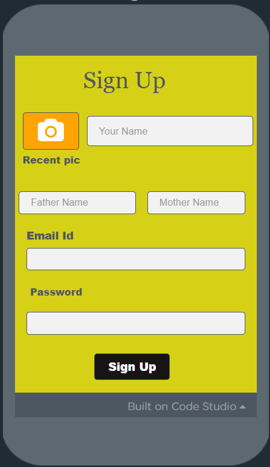 Sign Up
Your Name
Recent pic
Father Name
Mother Name
Email Id
Password
Sign Up
Built on Code Studio